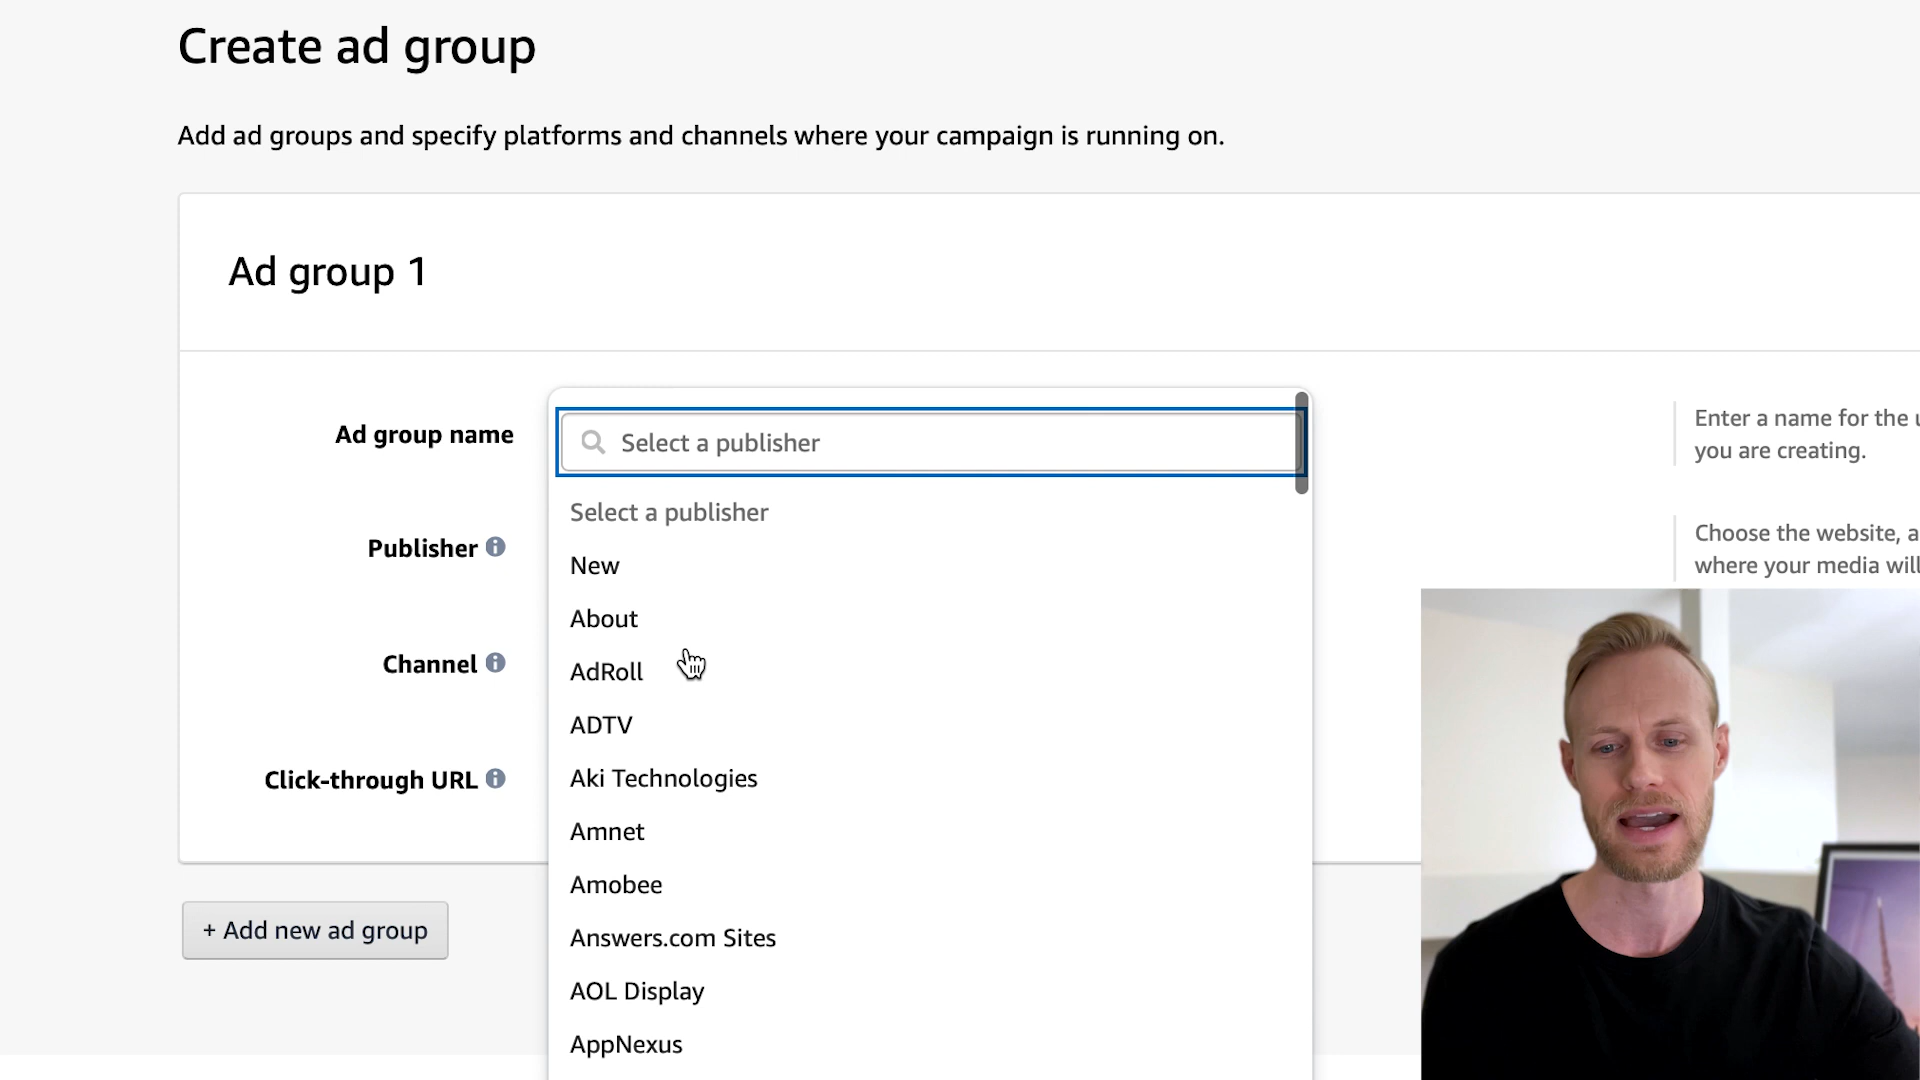 Create ad group
Add ad groups and specify platforms and channels where your campaign is running on.
Ad group 1
Ad group name
Select a publisher
Enter a name for the u
you are creating.
Select a publisher
Publisher
Choose the website, a
where your media will
New
About
Channel
AdRoll
ADTV
Click-through URL
Aki Technologies
Amnet
Amobee
+ Add new ad group
Answers.com Sites
AOL Display
AppNexus